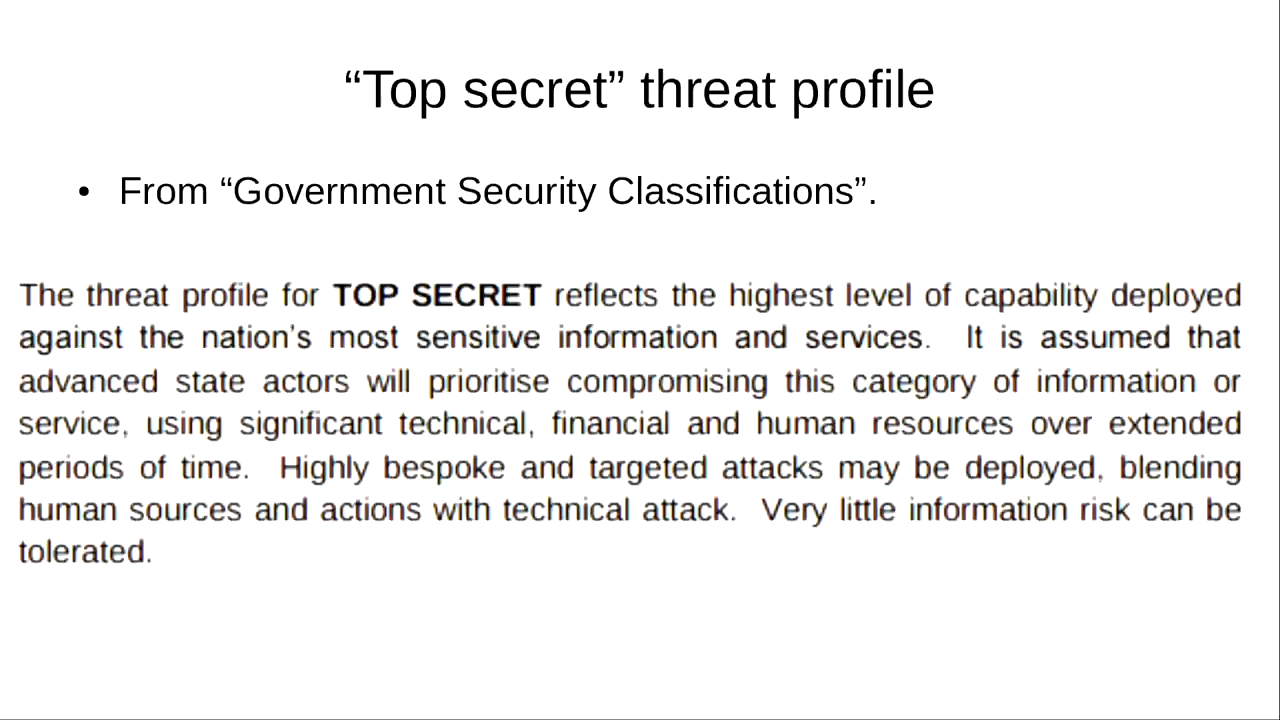 “Top secret” threat profile
• From “Government Security Classifications”.
The threat profile for TOP SECRET reflects the highest level of capability deployed
against the nation’s most sensitive information and services. It is assumed that
advanced state actors will prioritise compromising this category of information or
service, using significant technical, financial and human resources over extended
periods of time. Highly bespoke and targeted attacks may be deployed, blending
human sources and actions with technical attack. Very little information risk can be
tolerated.